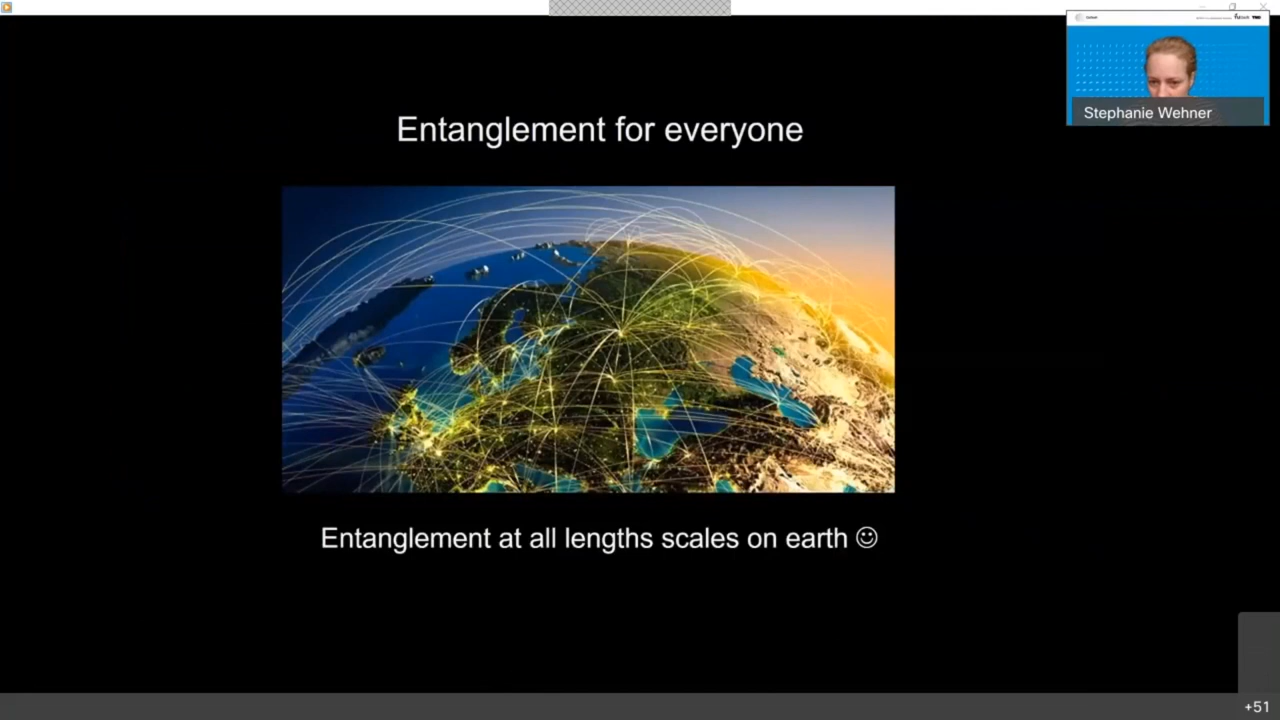 Stephanie Wehner
Entanglement for everyone
Entanglement at all lengths scales on earth ☺
+51